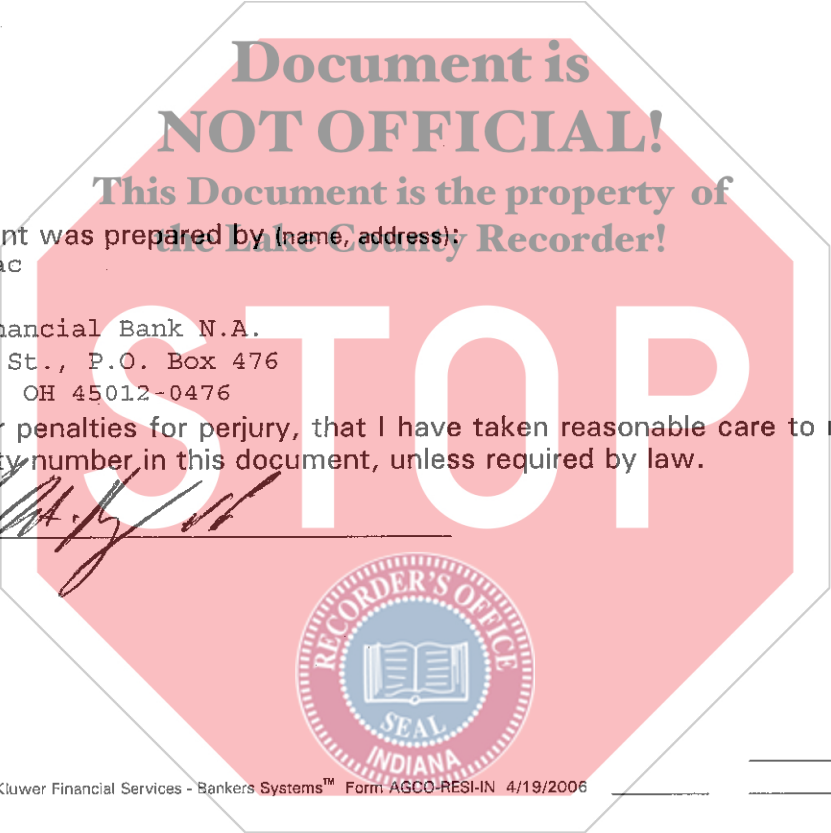 Document is
NOT OFFICIAL!
This Document is the property of
the Lake County Recorder!
nt was prepared by (name, address):
ac
nancial Bank N.A.
St., P.O. Box 476
OH 45012-0476
r penalties for perjury, that I have taken reasonable care to
ty number in this document, unless required by law.
STOP
RECORDER'S OFFICE
SEAL
INDIANA
Kluwer Financial Services - Bankers Systems™ Form AGCO-RESI-IN 4/19/2006